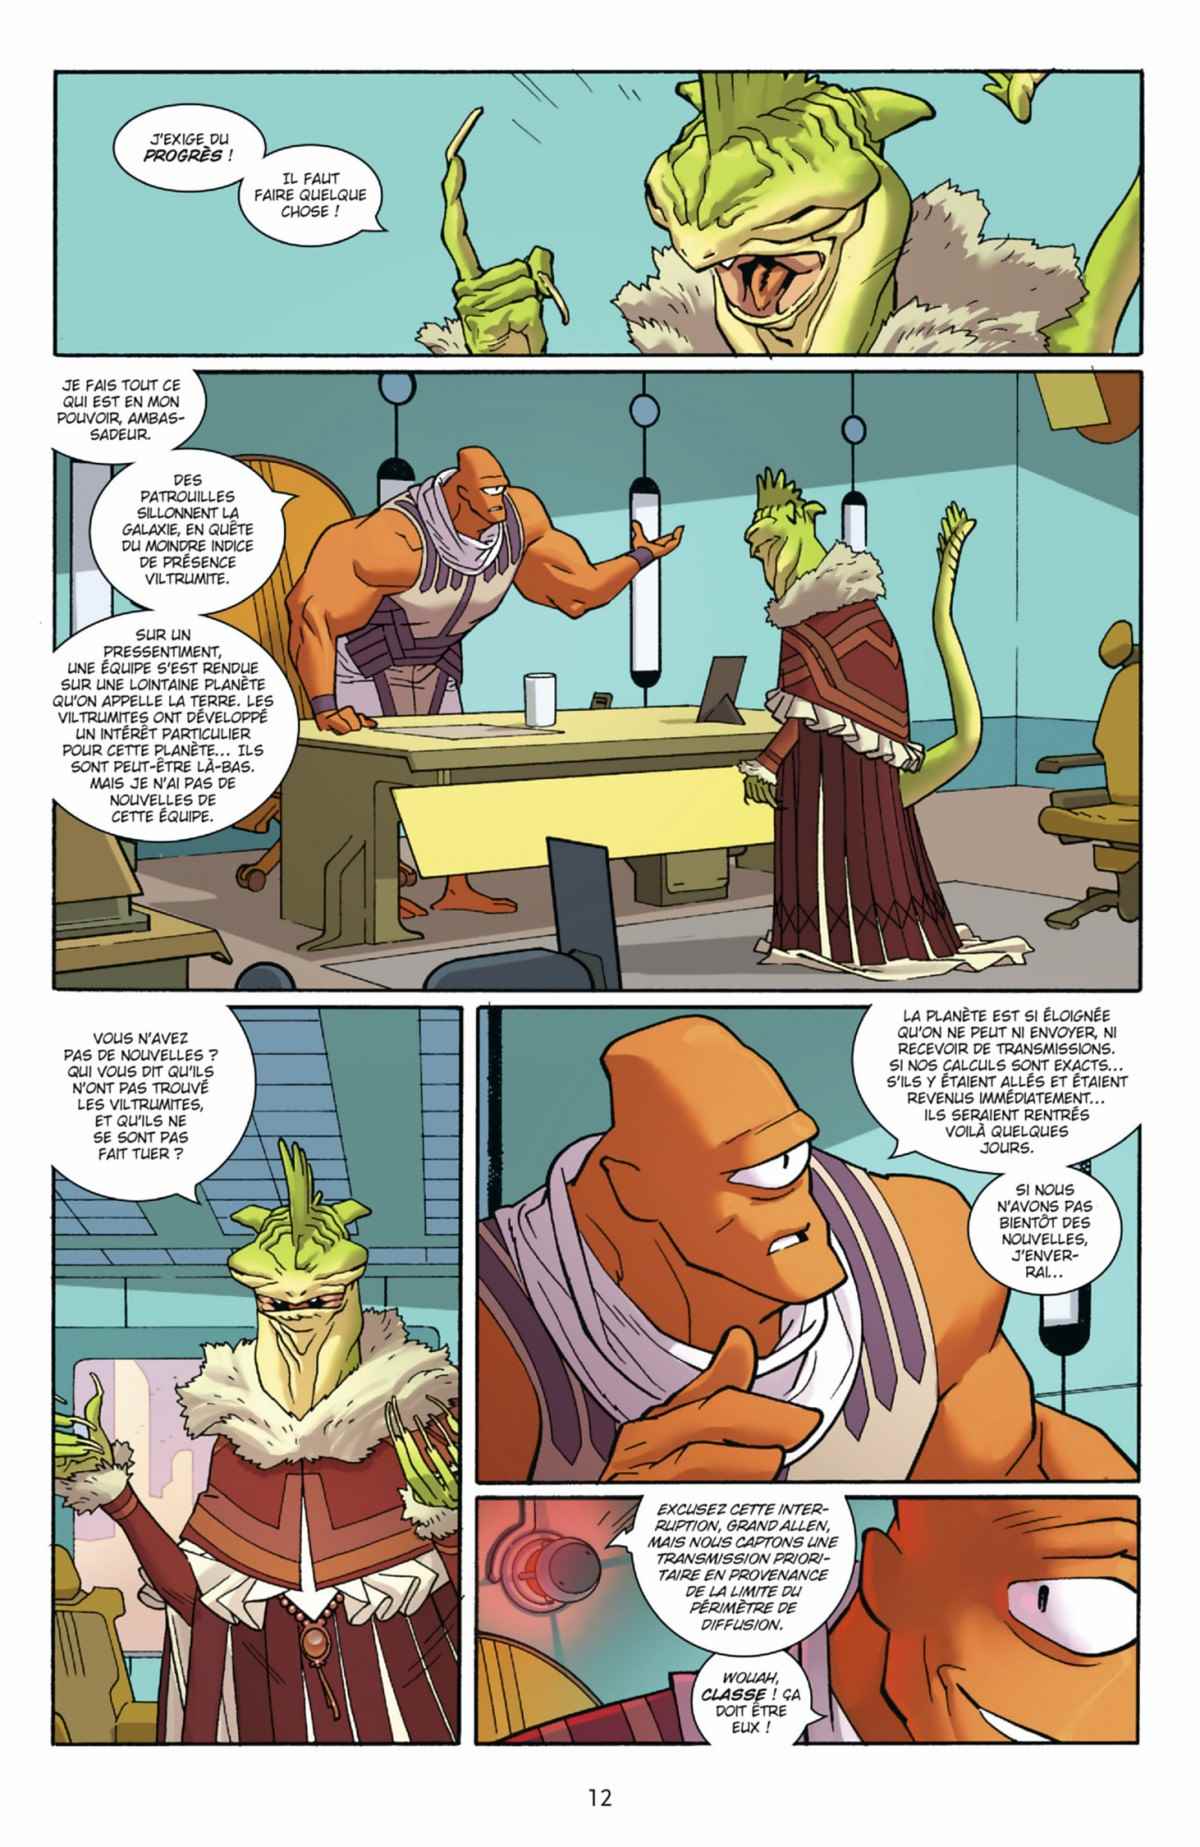 J'EXIGE DU
PROGRÈS !
IL FAUT
FAIRE QUELQUE
CHOSE !
JE FAIS TOUT CE
QUI EST EN MON
POUVOIR, AMBAS-
SADEUR.
DES
PATROUILLES
SILLONNENT LA
GALAXIE, EN QUÊTE
DU MOINDRE INDICE
DE PRÉSENCE
VILTRUMITE.
SUR UN
PRESSENTIMENT,
UNE ÉQUIPE S'EST RENDUE
SUR UNE LOINTAINE PLANÈTE
QU'ON APPELLE LA TERRE. LES
VILTRUMITES ONT DÉVELOPPÉ
UN INTÉRÊT PARTICULIER
POUR CETTE PLANÈTE... ILS
SONT PEUT-ÊTRE LÀ-BAS.
MAIS JE N'AI PAS DE
NOUVELLES DE
CETTE ÉQUIPE.
VOUS N'AVEZ
PAS DE NOUVELLES ?
QUI VOUS DIT QU'ILS
N'ONT PAS TROUVÉ
LES VILTRUMITES,
ET QU'ILS NE
SE SONT PAS
FAIT TUER ?
LA PLANÈTE EST SI ÉLOIGNÉE
QU'ON NE PEUT NI ENVOYER, NI
RECEVOIR DE TRANSMISSIONS.
SI NOS CALCULS SONT EXACTS...
S'ILS Y ÉTAIENT ALLÉS ET ÉTAIENT
REVENUS IMMÉDIATEMENT...
ILS SERAIENT RENTRÉS
VOILÀ QUELQUES
JOURS.
SI NOUS
N'AVONS PAS
BIENTÔT DES
NOUVELLES,
J'ENVER-
RAI...
EXCUSEZ CETTE INTER-
RUPTION, GRAND ALLEN,
MAIS NOUS CAPTONS UNE
TRANSMISSION PRIORI-
TAIRE EN PROVENANCE
DE LA LIMITE DU
PÉRIMÈTRE DE
DIFFUSION.
WOUAH,
CLASSE ! ÇA
DOIT ÊTRE
EUX !
12